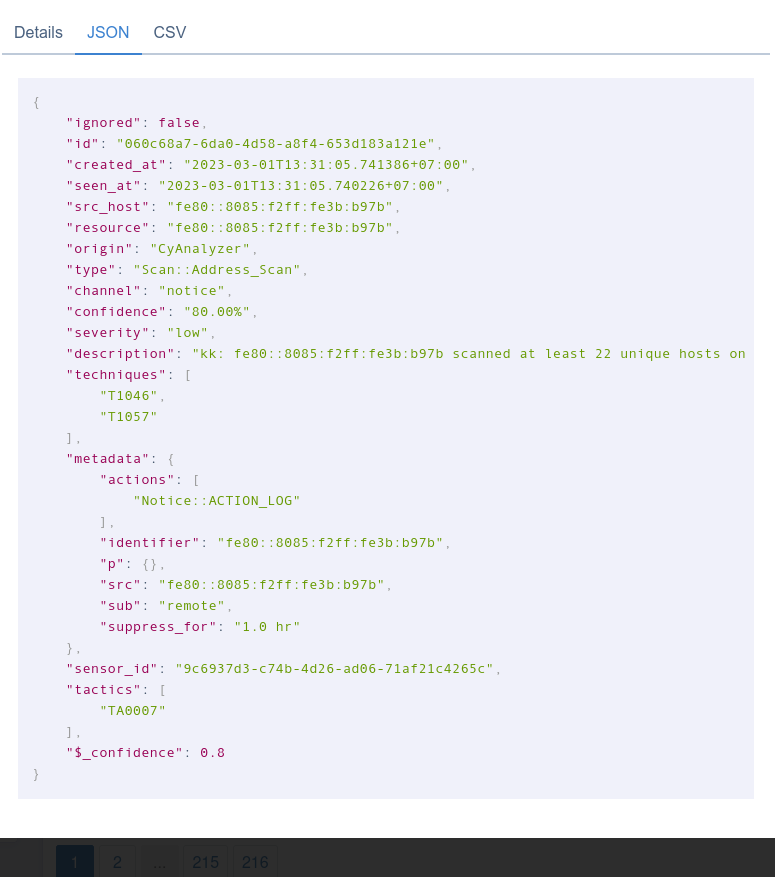 Details JSON CSV
{
"ignored": false,
"id": "060c68a7-6da0-4d58-a8f4-653d183a121e",
"created_at": "2023-03-01T13:31:05.741386+07:00",
"seen_at": "2023-03-01T13:31:05.740226+07:00",
"src_host": "fe80::8085:f2ff:fe3b:b97b",
"resource": "fe80::8085:f2ff:fe3b:b97b",
"origin": "CyAnalyzer",
"type": "Scan::Address_Scan",
"channel": "notice",
"confidence": "80.00%",
"severity": "low",
"description": "kk: fe80::8085:f2ff:fe3b:b97b scanned at least 22 unique hosts on
"techniques": [
"T1046",
"T1057"
],
"metadata": {
"actions": [
"Notice::ACTION_LOG"
],
"identifier": "fe80::8085:f2ff:fe3b:b97b",
"p": {},
"src": "fe80::8085:f2ff:fe3b:b97b",
"sub": "remote",
"suppress_for": "1.0 hr"
},
"sensor_id": "9c6937d3-c74b-4d26-ad06-71af21c4265c",
"tactics": [
"TA0007"
],
"$_confidence": 0.8
}
1 2 ... 215 216